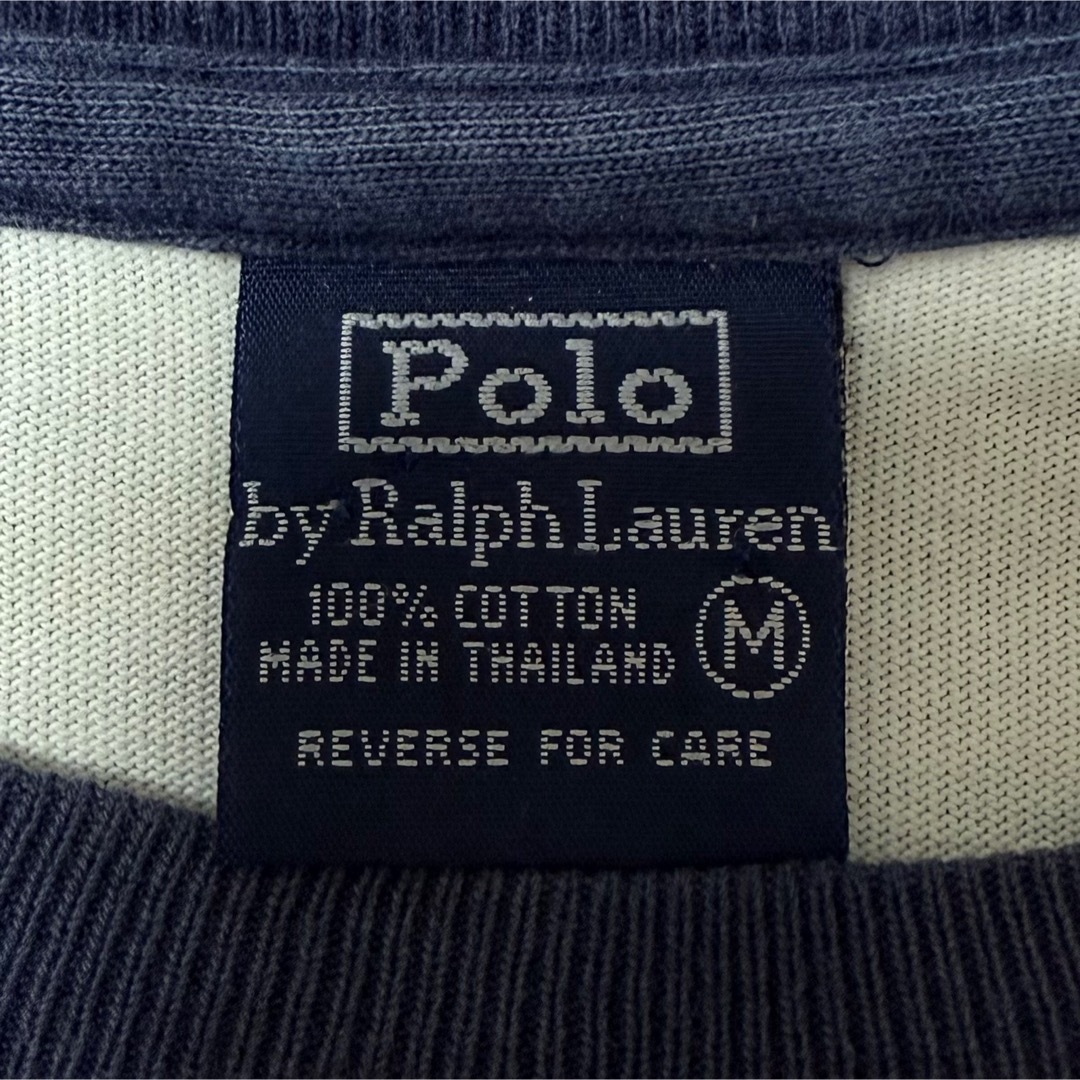 Polo
by Ralph Lauren
100% COTTON
MADE IN THAILAND
M
REVERSE FOR CARE